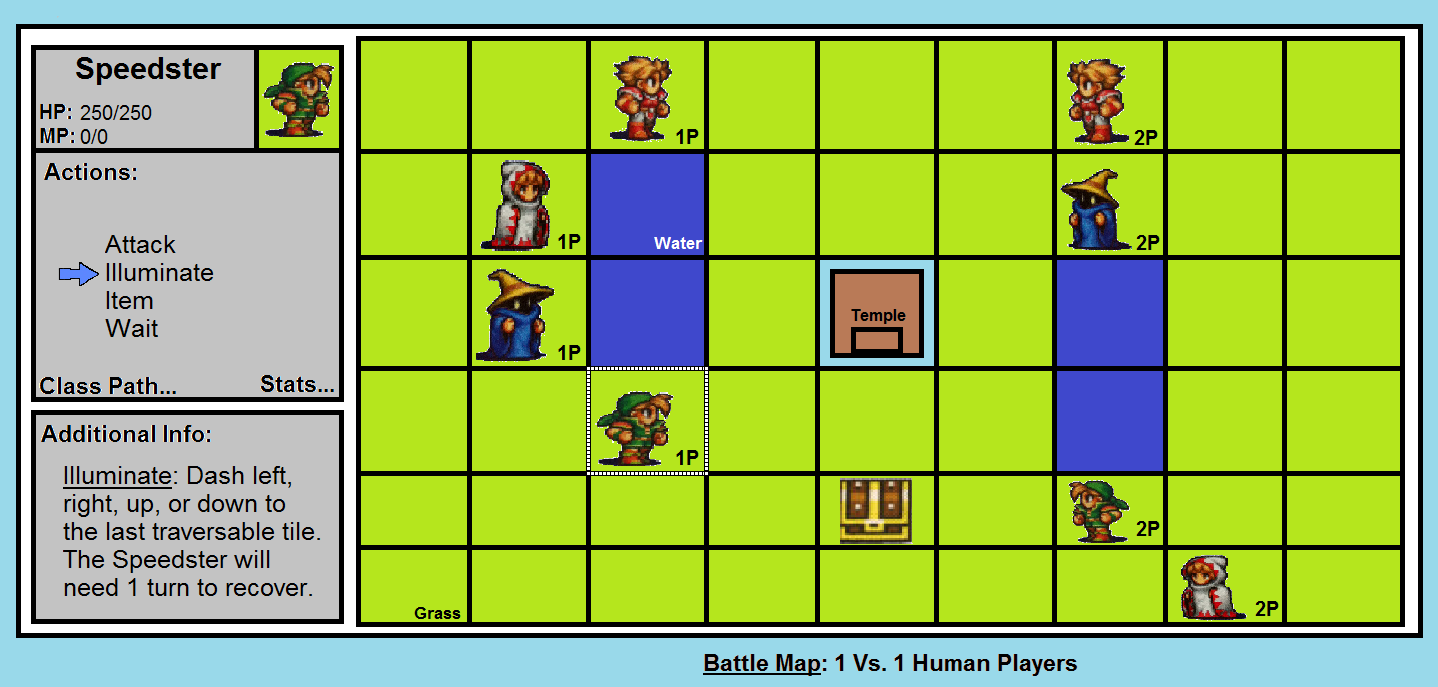 Speedster
HP: 250/250
MP: 0/0
Actions:
Attack
Illuminate
Item
Wait
Class Path...
Stats...
Additional Info:
Illuminate: Dash left,
right, up, or down to
the last traversable tile.
The Speedster will
need 1 turn to recover.
1P
2P
1P
Water
2P
1P
Temple
1P
2P
Grass
2P
Battle Map: 1 Vs. 1 Human Players